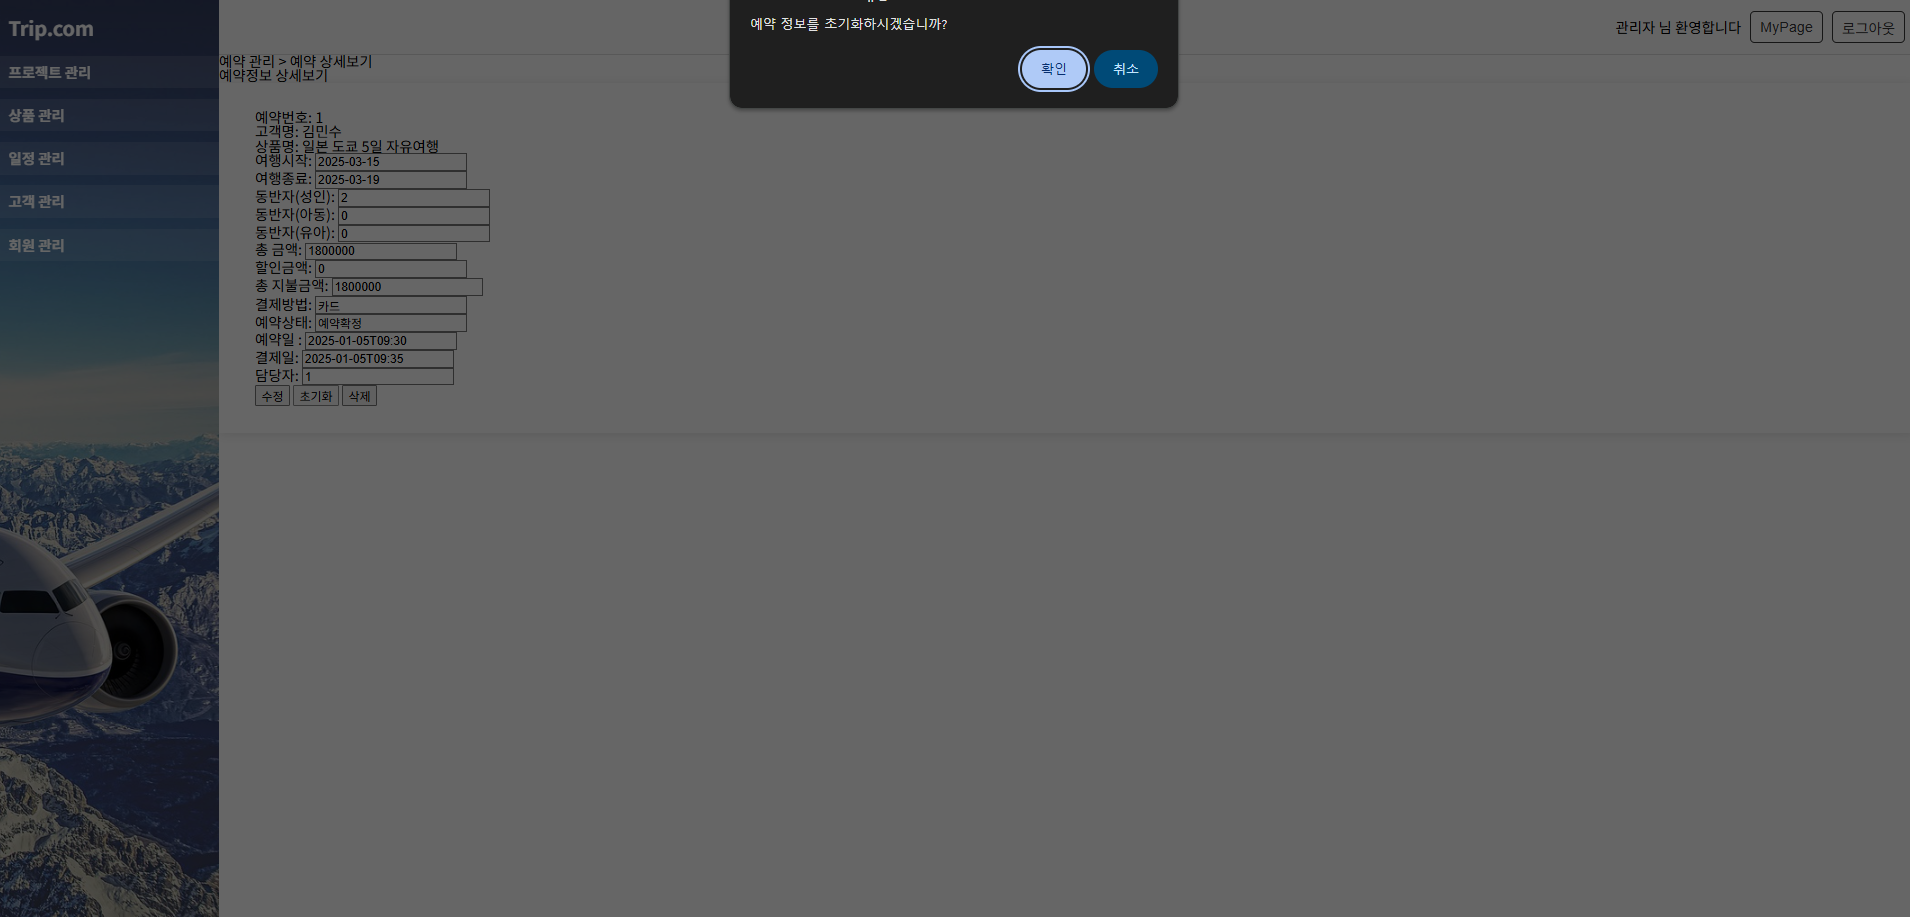 Trip.com
프로젝트 관리
상품 관리
일정 관리
고객 관리
회원 관리
예약 정보를 초기화하시겠습니까?
확인 취소
관리자 님 환영합니다 MyPage 로그아웃
예약 관리 > 예약 상세보기
예약정보 상세보기
예약번호: 1
고객명: 김민수
상품명: 일본 도쿄 5일 자유여행
여행시작: 2025-03-15
여행종료: 2025-03-19
동반자(성인): 2
동반자(아동): 0
동반자(유아): 0
총 금액: 1800000
할인금액: 0
총 지불금액: 1800000
결제방법: 카드
예약상태: 예약확정
예약일 : 2025-01-05T09:30
결제일: 2025-01-05T09:35
담당자: 1
수정 초기화 삭제